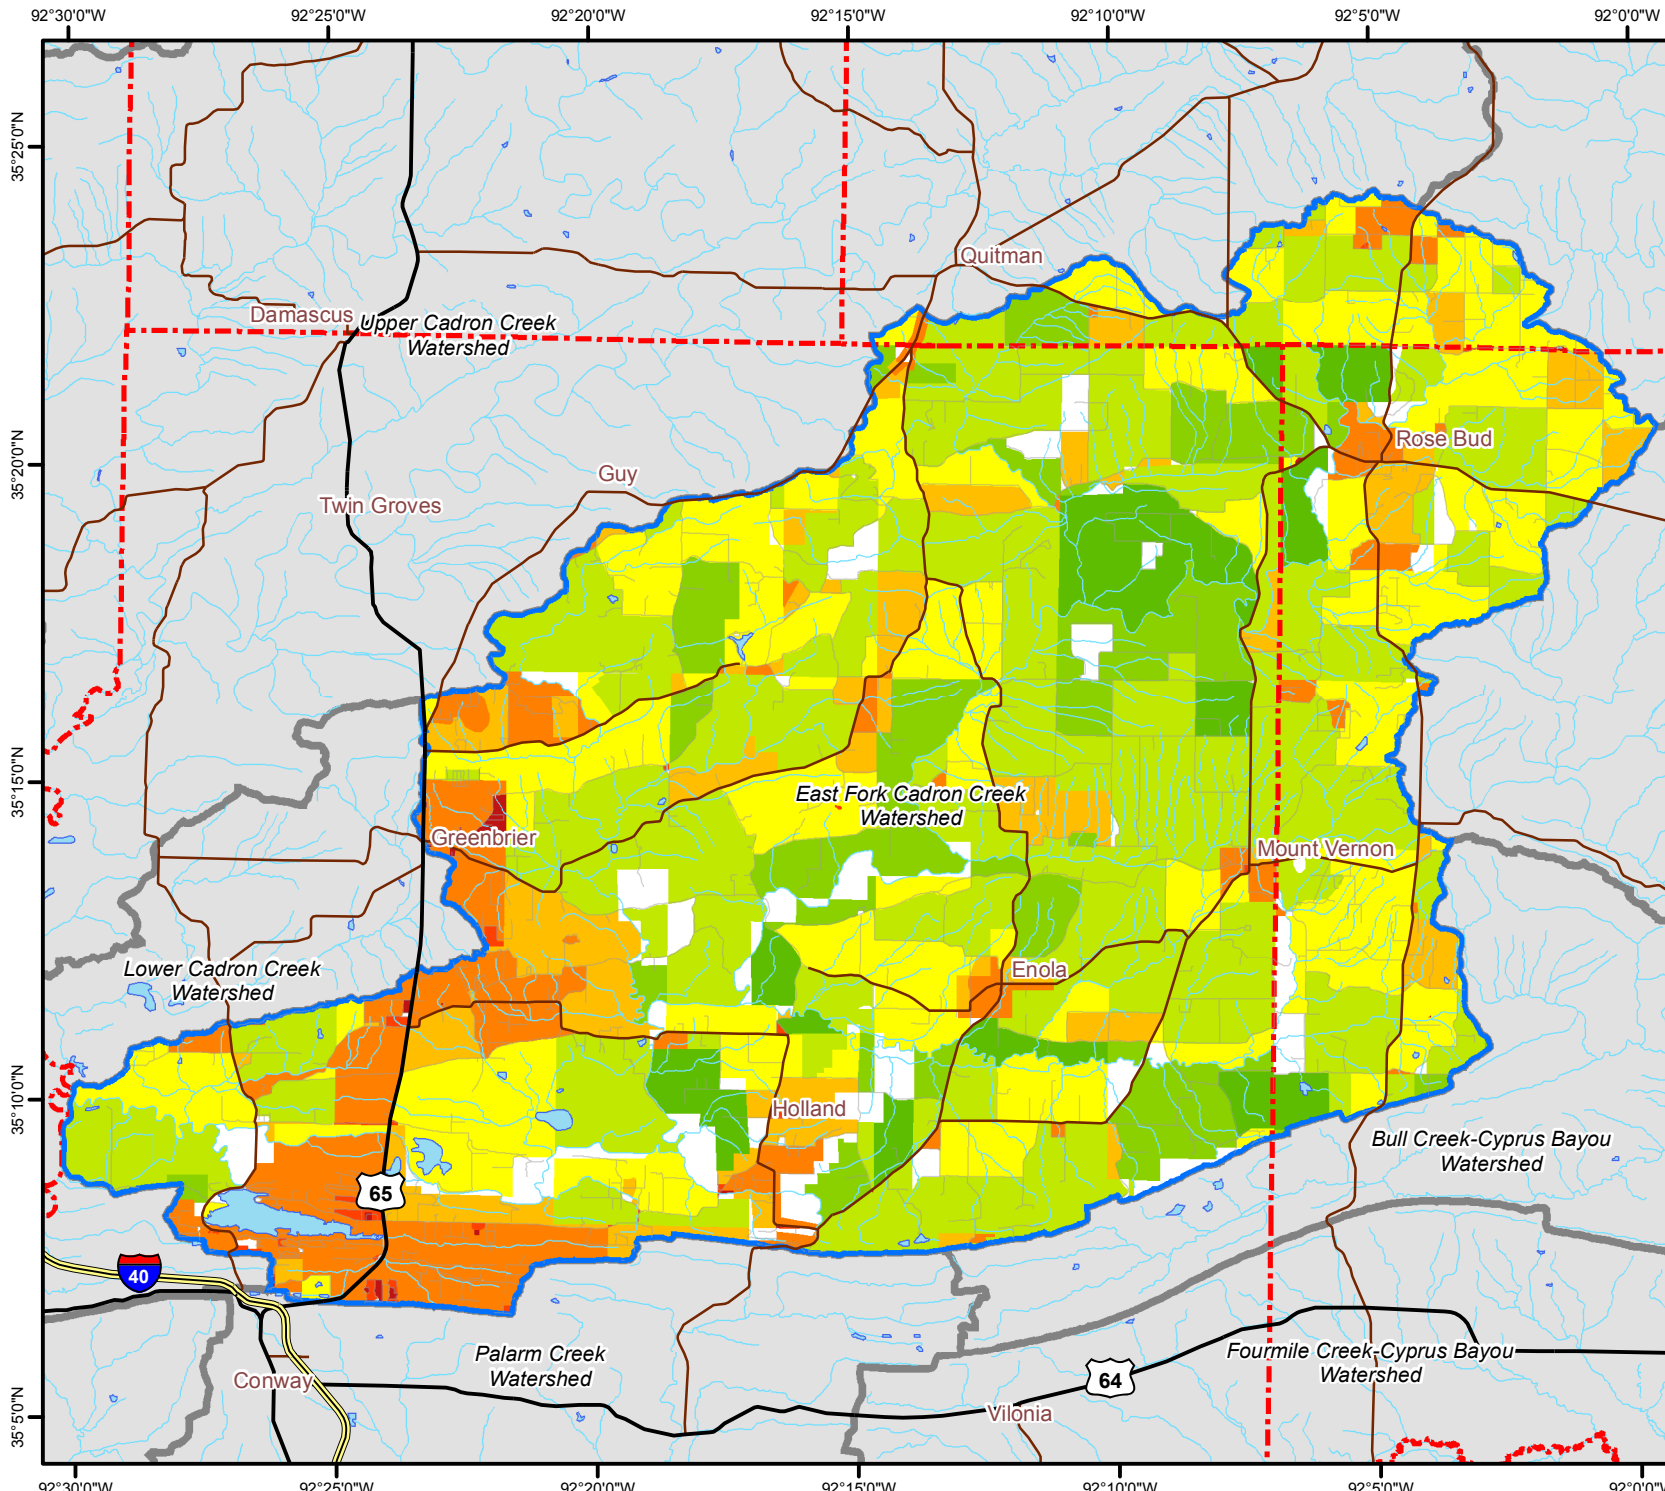 92°30'0"W
92°25'0"W
92°20'0"W
92°15'0"W
92°10'0"W
92°5'0"W
92°0'0"W
35°25'0"N
Quitman
Damascus
Upper Cadron Creek
Watershed
35°20'0"N
Rose Bud
Guy
Twin Groves
35°15'0"N
East Fork Cadron Creek
Watershed
Greenbrier
Mount Vernon
Lower Cadron Creek
Watershed
Enola
35°10'0"N
Holland
Bull Creek-Cyprus Bayou
Watershed
65
40
Palarm Creek
Watershed
Fourmile Creek-Cyprus Bayou
Watershed
64
Conway
Vilonia
35°5'0"N
92°30'0"W
92°25'0"W
92°20'0"W
92°15'0"W
92°10'0"W
92°5'0"W
92°0'0"W